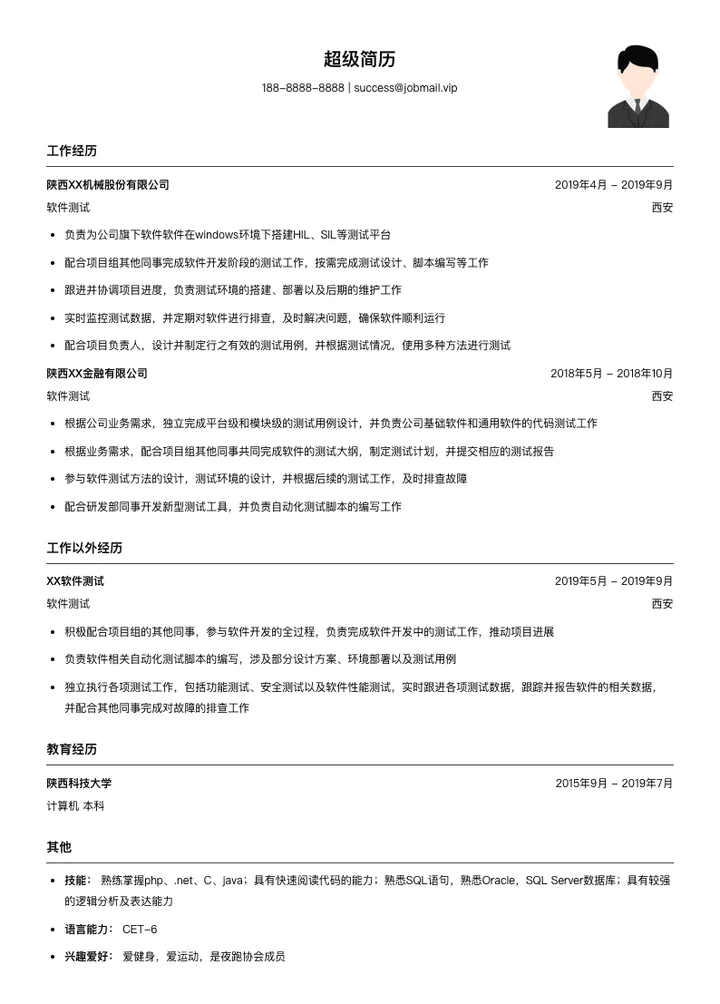 超级简历
188-8888-8888 | success@jobmail.vip
工作经历
陕西XX机械股份有限公司 2019年4月 – 2019年9月
软件测试 西安
• 负责为公司旗下软件软件在windows环境下搭建HIL、SIL等测试平台
• 配合项目组其他同事完成软件开发阶段的测试工作，按需完成测试设计、脚本编写等工作
• 跟进并协调项目进度，负责测试环境的搭建、部署以及后期的维护工作
• 实时监控测试数据，并定期对软件进行排查，及时解决问题，确保软件顺利运行
• 配合项目负责人，设计并制定行之有效的测试用例，并根据测试情况，使用多种方法进行测试
陕西XX金融有限公司 2018年5月 – 2018年10月
软件测试 西安
• 根据公司业务需求，独立完成平台级和模块级的测试用例设计，并负责公司基础软件和通用软件的代码测试工作
• 根据业务需求，配合项目组其他同事共同完成软件的测试大纲，制定测试计划，并提交相应的测试报告
• 参与软件测试方法的设计，测试环境的设计，并根据后续的测试工作，及时排查故障
• 配合研发部同事开发新型测试工具，并负责自动化测试脚本的编写工作
工作以外经历
XX软件测试 2019年5月 – 2019年9月
软件测试 西安
• 积极配合项目组的其他同事，参与软件开发的全过程，负责完成软件开发中的测试工作，推动项目进展
• 负责软件相关自动化测试脚本的编写，涉及部分设计方案、环境部署以及测试用例
• 独立执行各项测试工作，包括功能测试、安全测试以及软件性能测试，实时跟进各项测试数据，跟踪并报告软件的相关数据，
并配合其他同事完成对故障的排查工作
教育经历
陕西科技大学 2015年9月 – 2019年7月
计算机 本科
其他
• 技能： 熟练掌握php、.net、C、java；具有快速阅读代码的能力；熟悉SQL语句，熟悉Oracle，SQL Server数据库；具有较强
的逻辑分析及表达能力
• 语言能力： CET-6
• 兴趣爱好： 爱健身，爱运动，是夜跑协会成员